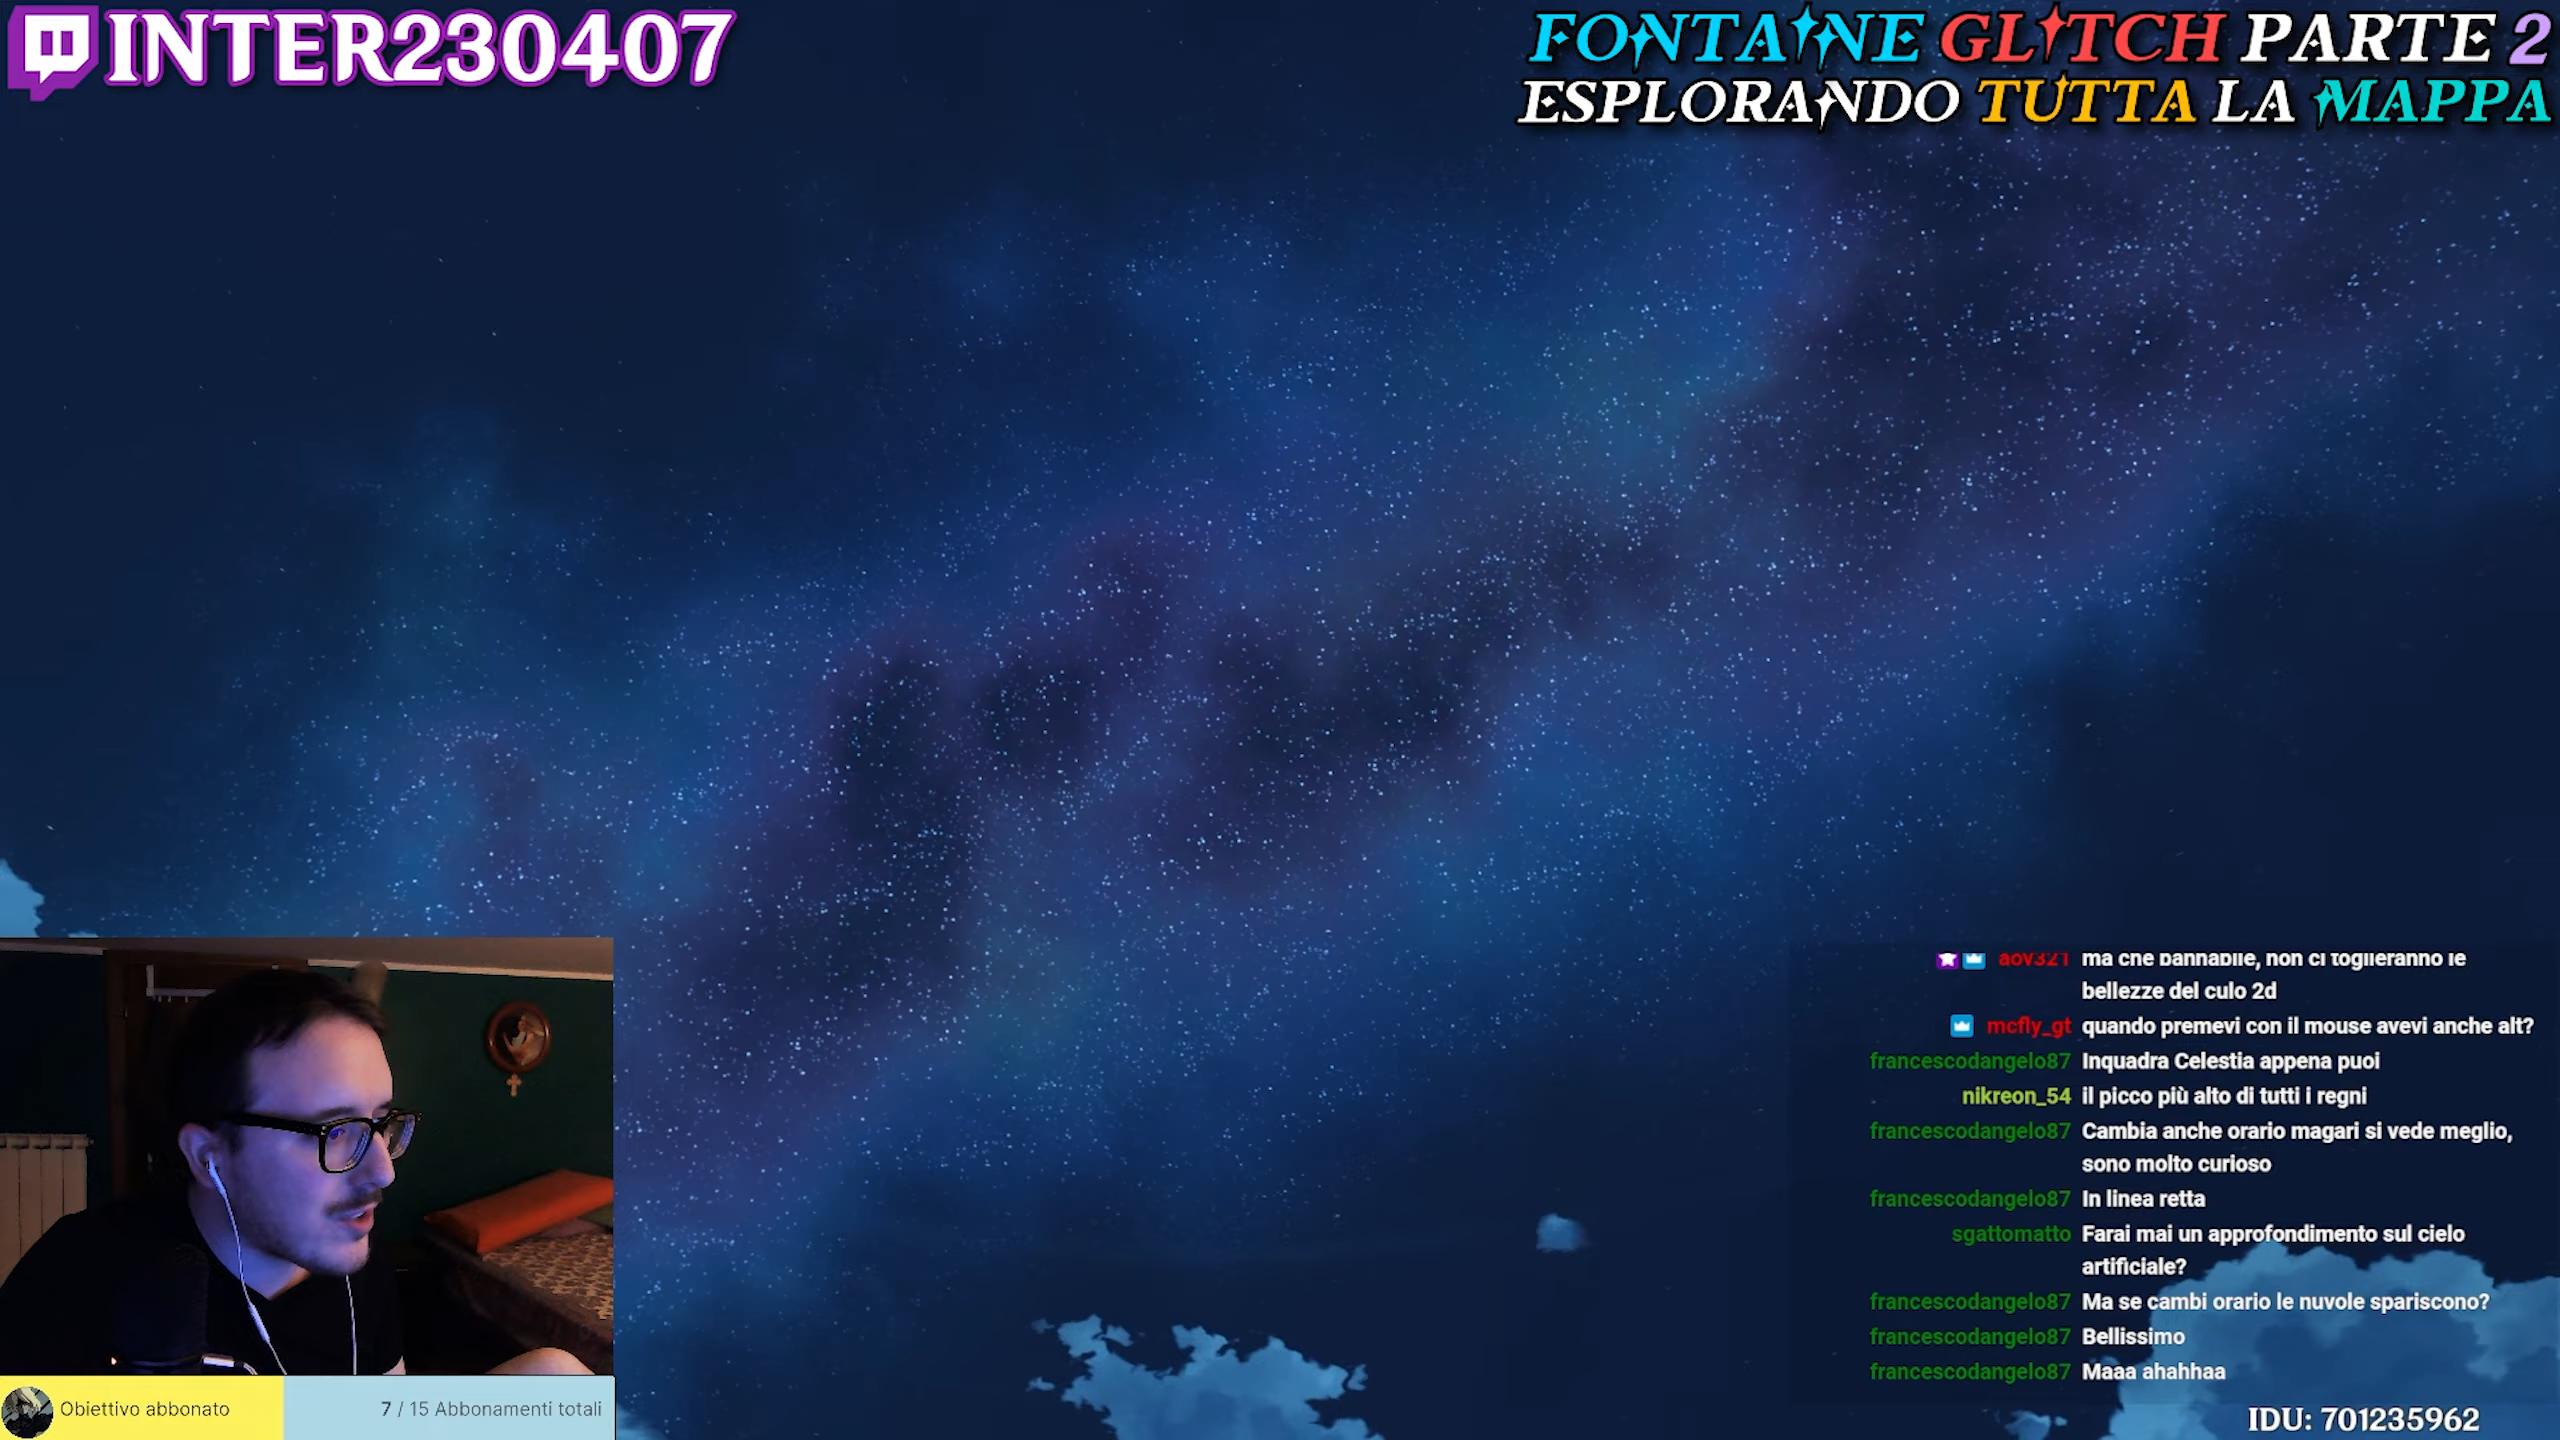 INTER230407
FONTAINE GLITCH PARTE 2
ESPLORANDO TUTTA LA MAPPA
aov321 ma che bannabile, non ci toglieranno le
bellezze del culo 2d
mcfly_gt quando premevi con il mouse avevi anche alt?
francescodangelo87 Inquadra Celestia appena puoi
nikreon_54 il picco più alto di tutti i regni
francescodangelo87 Cambia anche orario magari si vede meglio,
sono molto curioso
francescodangelo87 In linea retta
sgattomatto Farai mai un approfondimento sul cielo
artificiale?
francescodangelo87 Ma se cambi orario le nuvole spariscono?
francescodangelo87 Bellissimo
francescodangelo87 Maaa ahahhaa
Obiettivo abbonato 7 / 15 Abbonamenti totali
IDU: 701235962